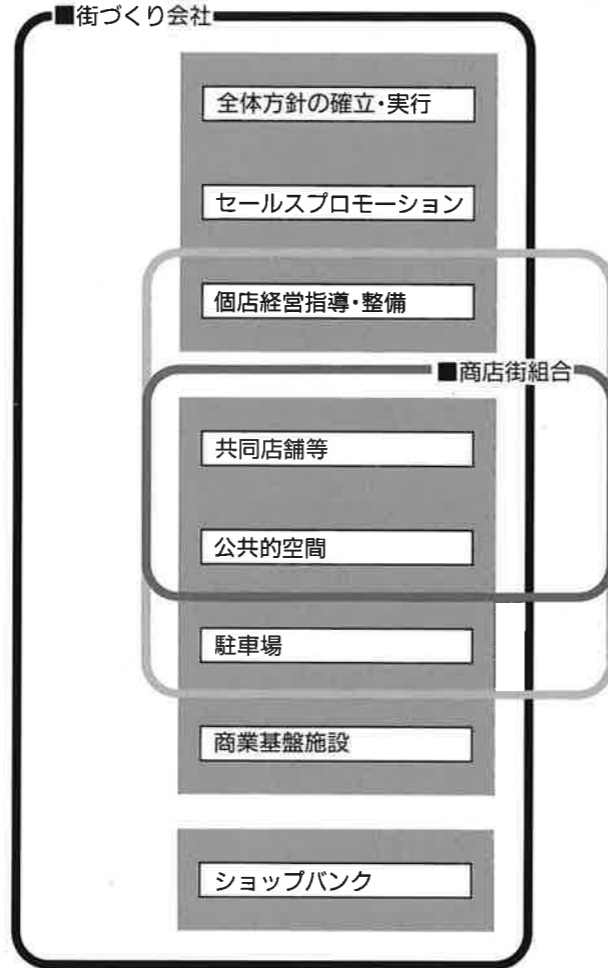 ■街づくり会社
全体方針の確立・実行
セールスプロモーション
個店経営指導・整備
■商店街組合
共同店舗等
公共的空間
駐車場
商業基盤施設
ショップバンク